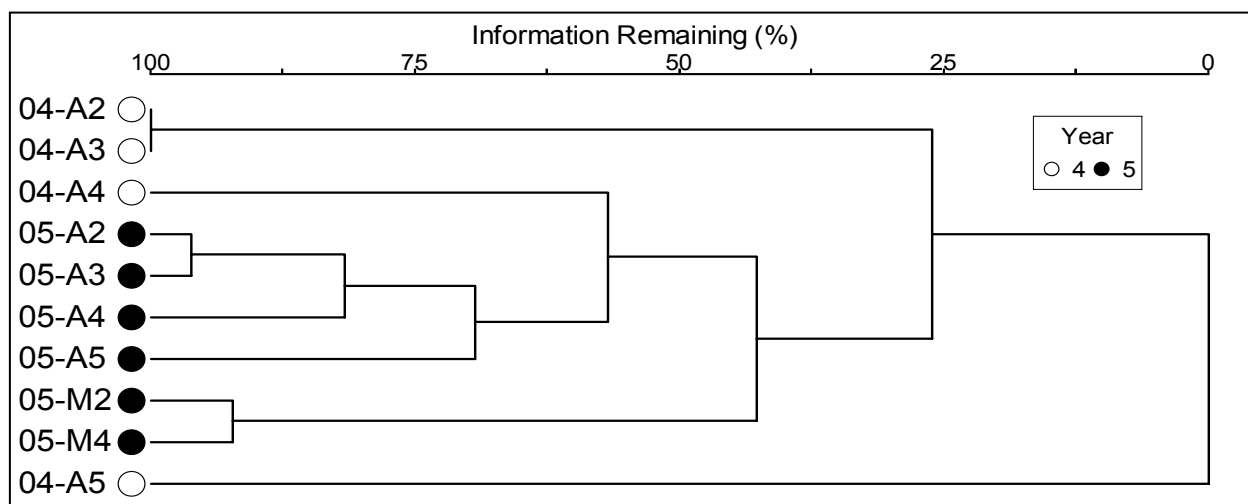 Information Remaining (%)
100 75 50 25 0
04-A2
04-A3
Year
4 5
04-A4
05-A2
05-A3
05-A4
05-A5
05-M2
05-M4
04-A5